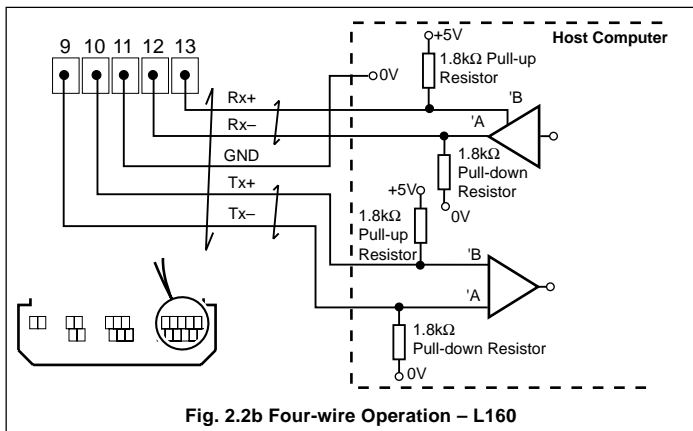 9 10 11 12 13
Host Computer
+5V
1.8kΩ Pull-up
Resistor
0V
Rx+
'B
Rx–
'A
GND
1.8kΩ
Pull-down
Resistor
0V
Tx+
+5V
1.8kΩ
Pull-up
Resistor
Tx–
'B
'A
1.8kΩ
Pull-down Resistor
0V
Fig. 2.2b Four-wire Operation – L160